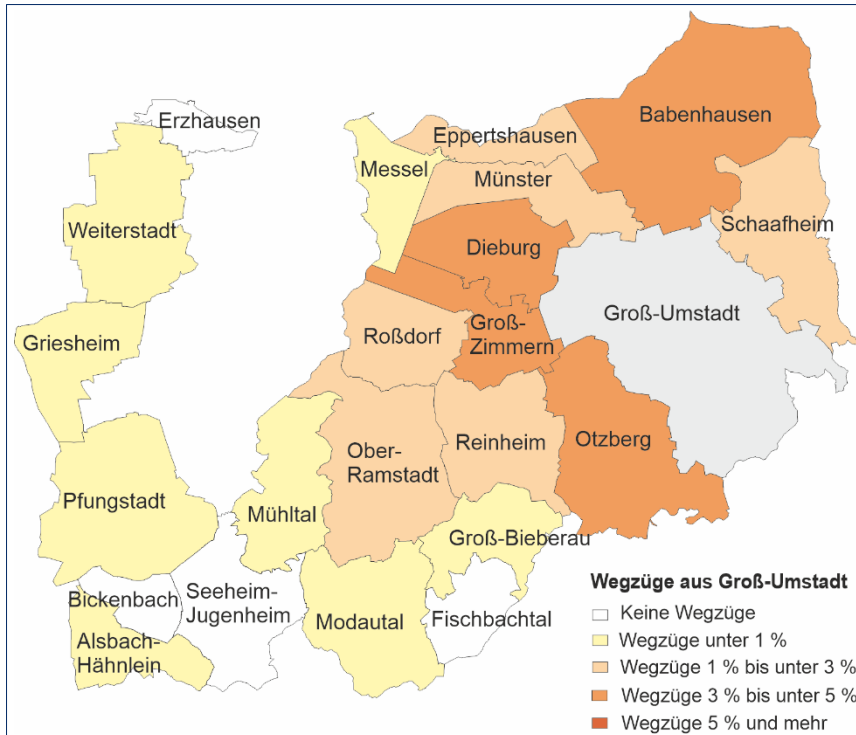 Erzhausen
Babenhausen
Eppertshausen
Messel
Münster
Weiterstadt
Schaafheim
Dieburg
Groß-Umstadt
Griesheim
Roßdorf
Groß-
Zimmern
Ober-
Ramstadt
Reinheim
Otzberg
Pfungstadt
Mühltal
Groß-Bieberau
Bickenbach
Seeheim-
Jugenheim
Modautal
Fischbachtal
Alsbach-
Hähnlein
Wegzüge aus Groß-Umstadt
Keine Wegzüge
Wegzüge unter 1 %
Wegzüge 1 % bis unter 3 %
Wegzüge 3 % bis unter 5 %
Wegzüge 5 % und mehr